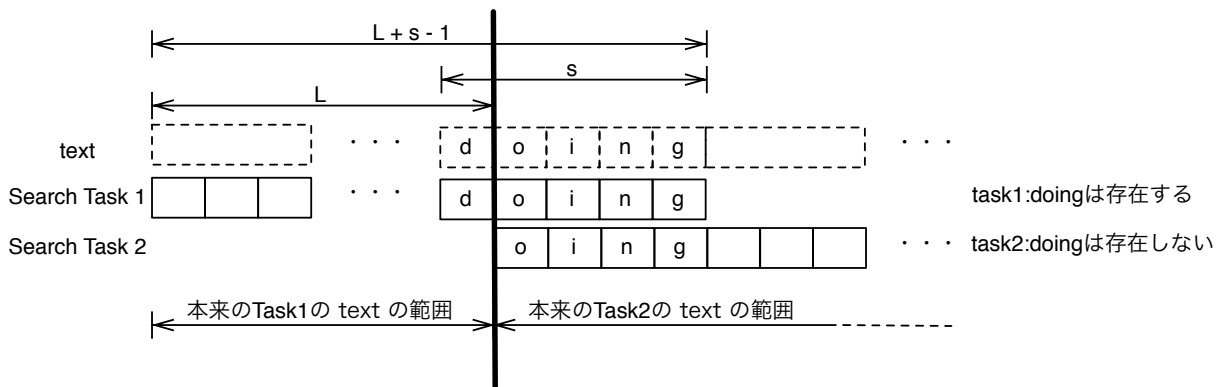 L + s - 1
s
L
text ・・・ d o i n g ・・・
Search Task 1 ・・・ d o i n g task1:doingは存在する
Search Task 2 o i n g ・・・ task2:doingは存在しない
本来のTask1の text の範囲 本来のTask2の text の範囲